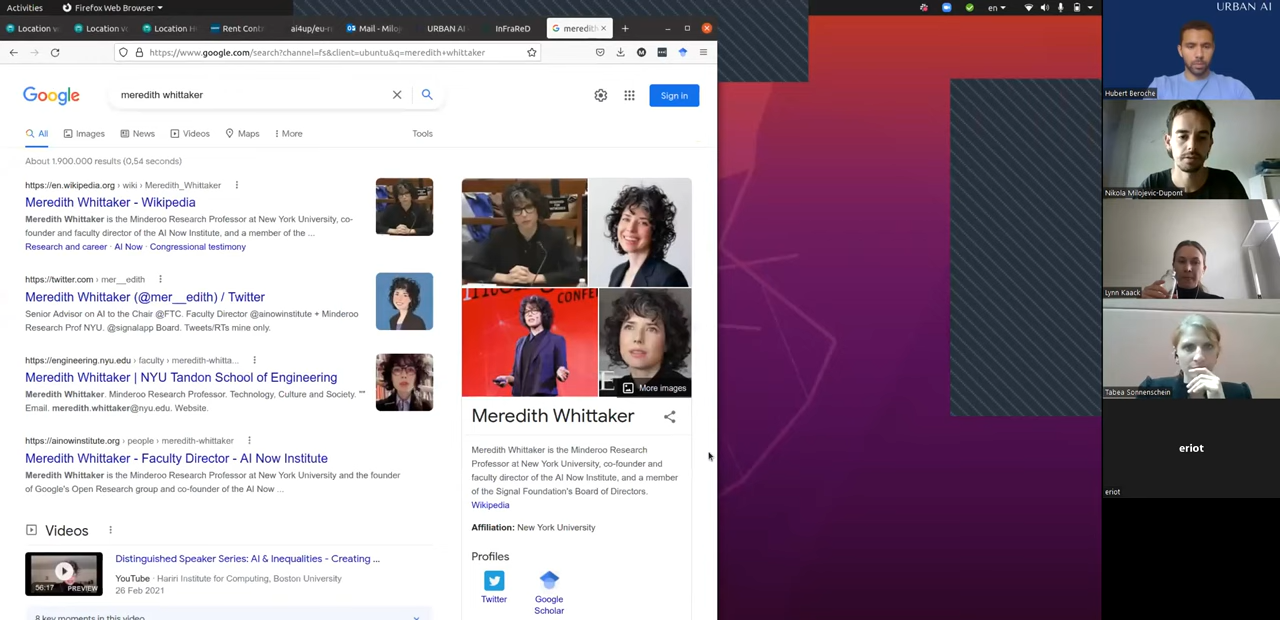 Activities
Firefox Web Browser
en
URBAN AI
Location v
Location v
Location H
Rent Cont
ai4up/eu-r
Mail - Miloj
URBAN AI
InFraReD
meredith
https://www.google.com/search?channel=fs&client=ubuntu&q=meredith+whittaker
Google
meredith whittaker
Sign in
All
Images
News
Videos
Maps
More
Tools
About 1.900.000 results (0,54 seconds)
https://en.wikipedia.org › wiki › Meredith_Whittaker
Meredith Whittaker - Wikipedia
Meredith Whittaker is the Minderoo Research Professor at New York University, co-
founder and faculty director of the AI Now Institute, and a member of the ...
Research and career · AI Now · Congressional testimony
https://twitter.com › mer__edith
Meredith Whittaker (@mer__edith) / Twitter
Senior Advisor on AI to the Chair @FTC. Faculty Director @ainowinstitute + Minderoo
Research Prof NYU. @signalapp Board. Tweets/RTs mine only.
https://engineering.nyu.edu › faculty › meredith-whitta...
Meredith Whittaker | NYU Tandon School of Engineering
Meredith Whittaker. Minderoo Research Professor. Technology, Culture and Society. ""
Email. meredith.whittaker@nyu.edu. Website.
https://ainowinstitute.org › people › meredith-whittaker
Meredith Whittaker - Faculty Director - AI Now Institute
Meredith Whittaker is the Minderoo Research Professor at New York University and the founder
of Google's Open Research group and co-founder of the AI Now ...
Videos
56:17 PREVIEW
Distinguished Speaker Series: AI & Inequalities - Creating ...
YouTube · Hariri Institute for Computing, Boston University
26 Feb 2021
8 key moments in this video
CONFE
More images
Meredith Whittaker
Meredith Whittaker is the Minderoo Research
Professor at New York University, co-founder and
faculty director of the AI Now Institute, and a member
of the Signal Foundation's Board of Directors.
Wikipedia
Affiliation: New York University
Profiles
Twitter
Google
Scholar
Hubert Beroche
Nikola Milojevic-Dupont
Lynn Kaack
Tabea Sonnenschein
eriot
eriot